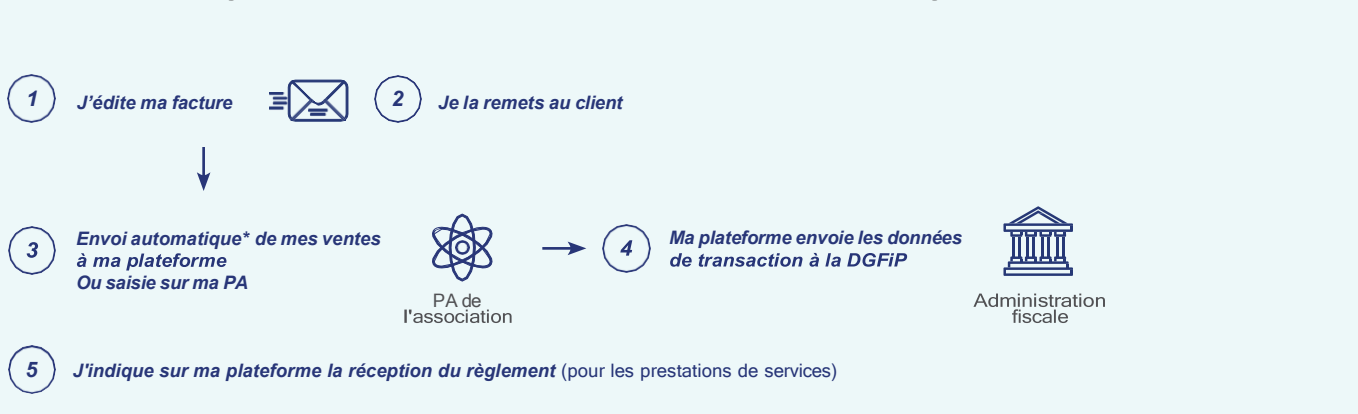 1
J'édite ma facture
2
Je la remets au client
3
Envoi automatique* de mes ventes
à ma plateforme
Ou saisie sur ma PA
PA de
l'association
4
Ma plateforme envoie les données
de transaction à la DGFiP
Administration
fiscale
5
J'indique sur ma plateforme la réception du règlement (pour les prestations de services)